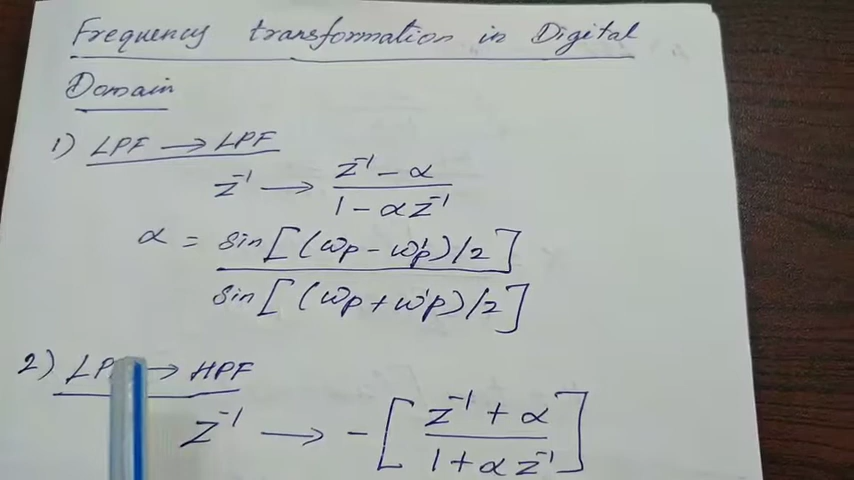 Frequency transformation in Digital
Domain
1) LPF → LPF
z⁻¹ → (z⁻¹ - α) / (1 - αz⁻¹)
α = sin[(ωp - ω'p)/2] / sin[(ωp + ω'p)/2]
2) LP → HPF
z⁻¹ → -[(z⁻¹ + α) / (1 + αz⁻¹)]